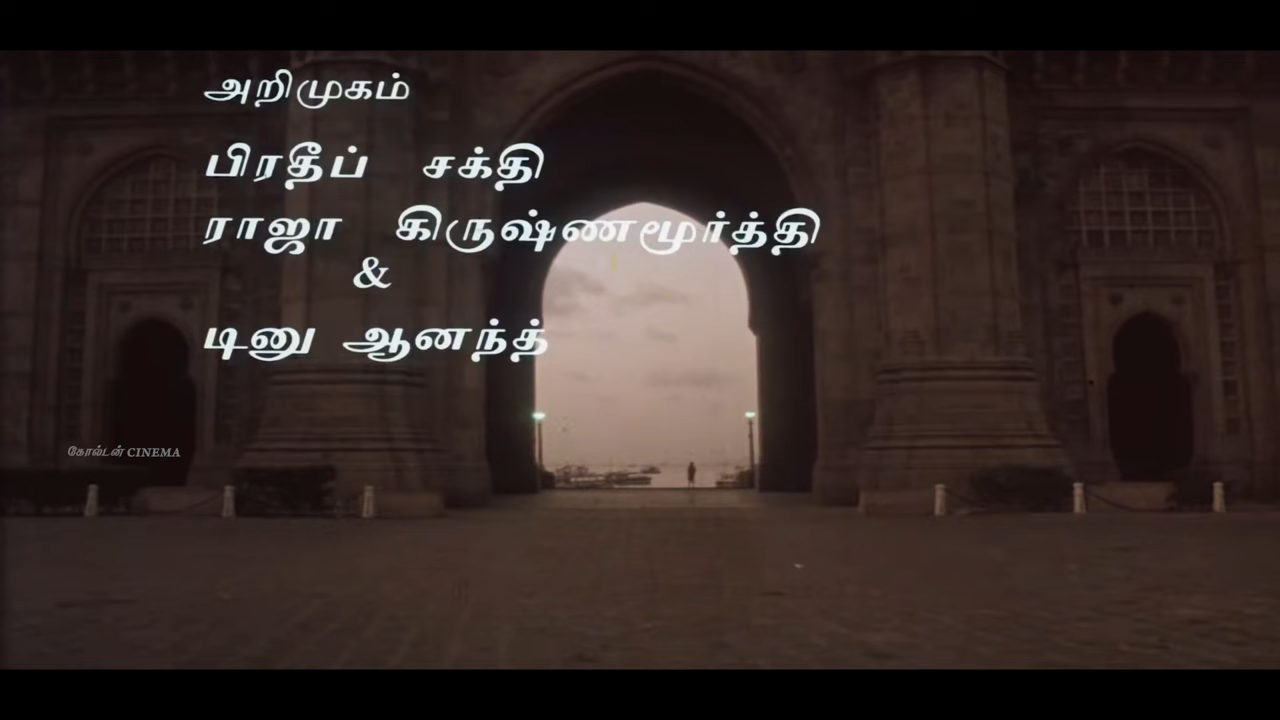 அறிமுகம்
பிரதீப் சக்தி
ராஜா கிருஷ்ணமூர்த்தி
&
டினு ஆனந்த்
கோல்டன் CINEMA